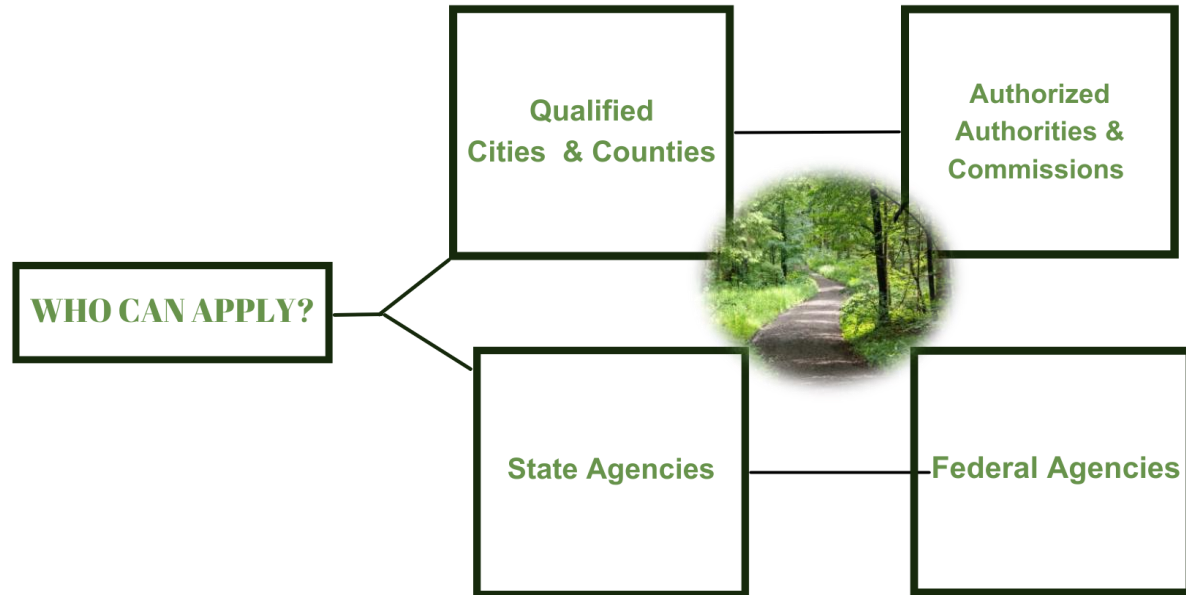 WHO CAN APPLY?
Qualified
Cities & Counties
Authorized
Authorities &
Commissions
State Agencies
Federal Agencies